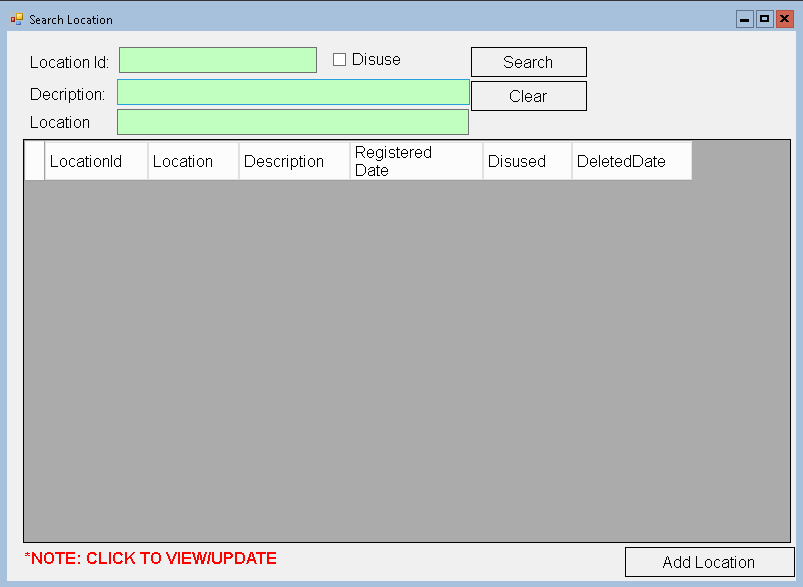 Search Location
Location Id:
Disuse
Search
Decription:
Clear
Location
LocationId
Location
Description
Registered
Date
Disused
DeletedDate
*NOTE: CLICK TO VIEW/UPDATE
Add Location